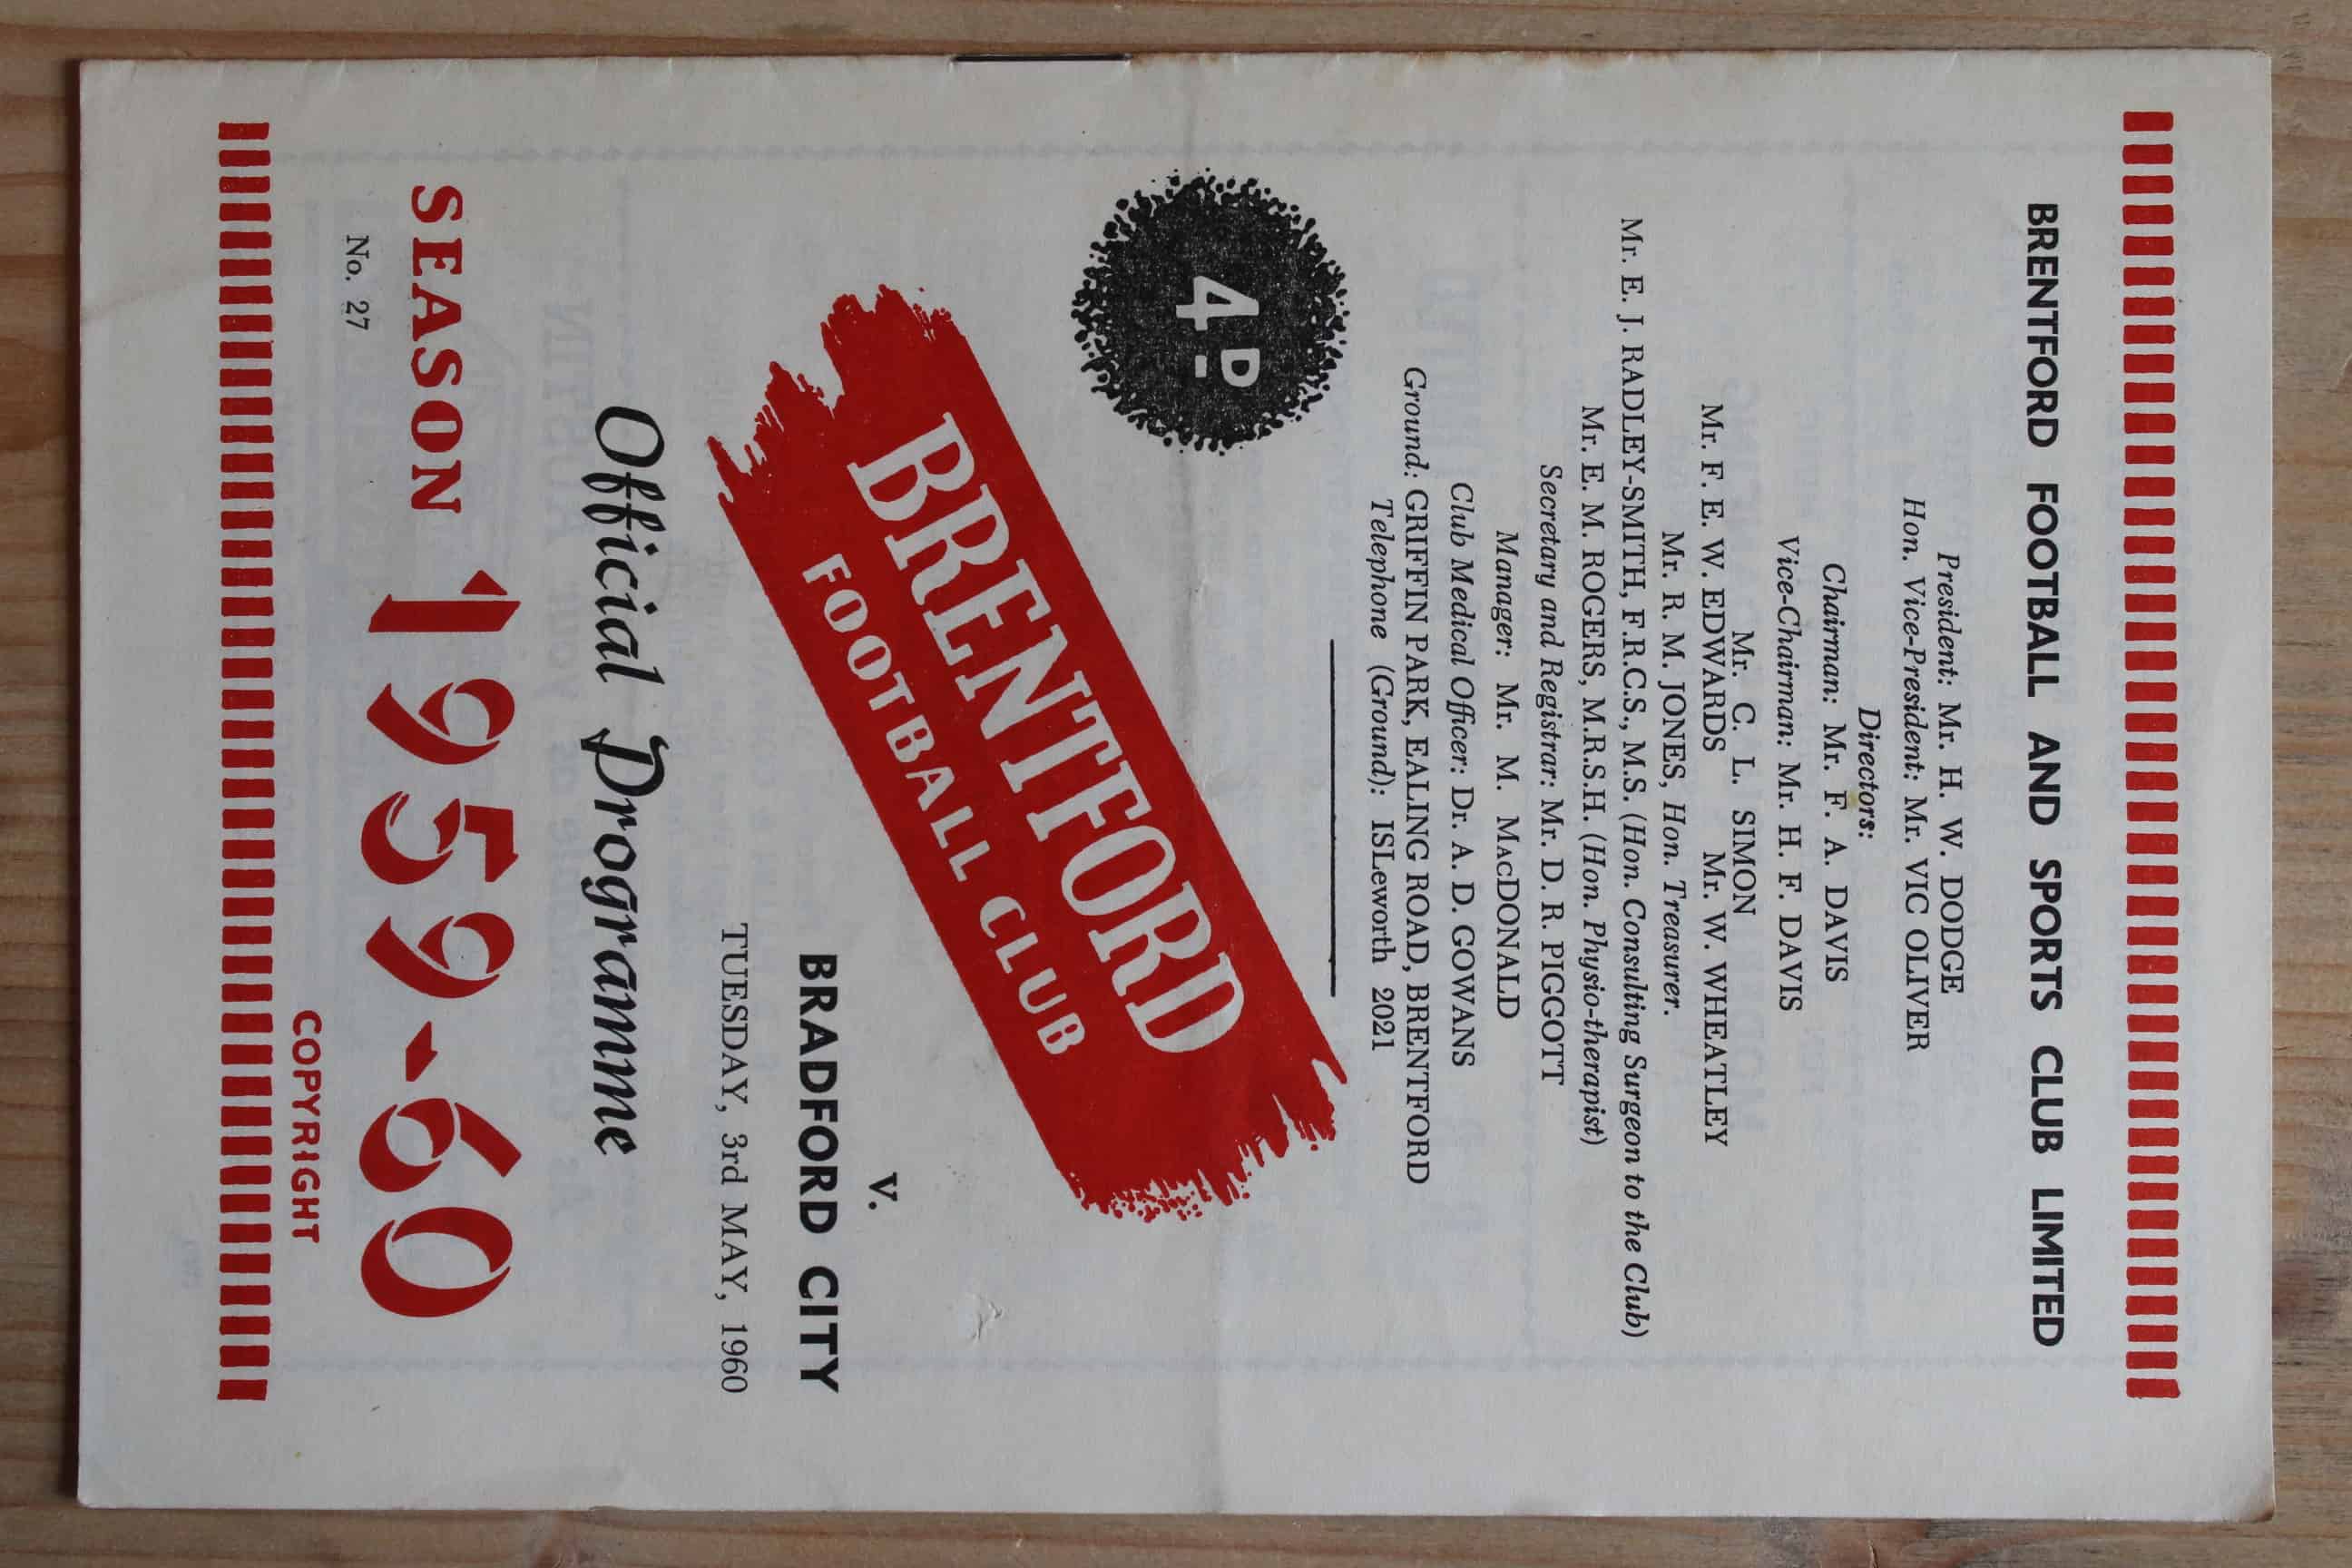 BRENTFORD FOOTBALL AND SPORTS CLUB LIMITED
President: Mr. H. W. DODGE
Hon. Vice-President: Mr. VIC OLIVER
Directors:
Chairman: Mr. F. A. DAVIS
Vice-Chairman: Mr. H. F. DAVIS
Mr. C. L. SIMON
Mr. F. E. W. EDWARDS Mr. W. WHEATLEY
Mr. R. M. JONES, Hon. Treasurer.
Mr. E. J. RADLEY-SMITH, F.R.C.S., M.S. (Hon. Consulting Surgeon to the Club)
Mr. E. M. ROGERS, M.R.S.H. (Hon. Physio-therapist)
Secretary and Registrar: Mr. D. R. PIGGOTT
Manager: Mr. M. MACDONALD
Club Medical Officer: Dr. A. D. GOWANS
Ground: GRIFFIN PARK, EALING ROAD, BRENTFORD
Telephone (Ground): ISLeworth 2021
4D
BRENTFORD
FOOTBALL CLUB
v.
BRADFORD CITY
TUESDAY, 3rd MAY, 1960
Official Programme
SEASON 1959-60
No. 27
COPYRIGHT